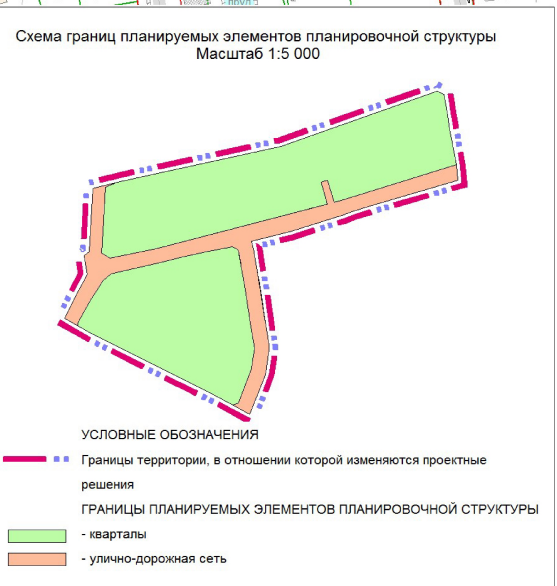 Схема границ планируемых элементов планировочной структуры
Масштаб 1:5 000
УСЛОВНЫЕ ОБОЗНАЧЕНИЯ
Границы территории, в отношении которой изменяются проектные
решения
ГРАНИЦЫ ПЛАНИРУЕМЫХ ЭЛЕМЕНТОВ ПЛАНИРОВОЧНОЙ СТРУКТУРЫ
- кварталы
- улично-дорожная сеть